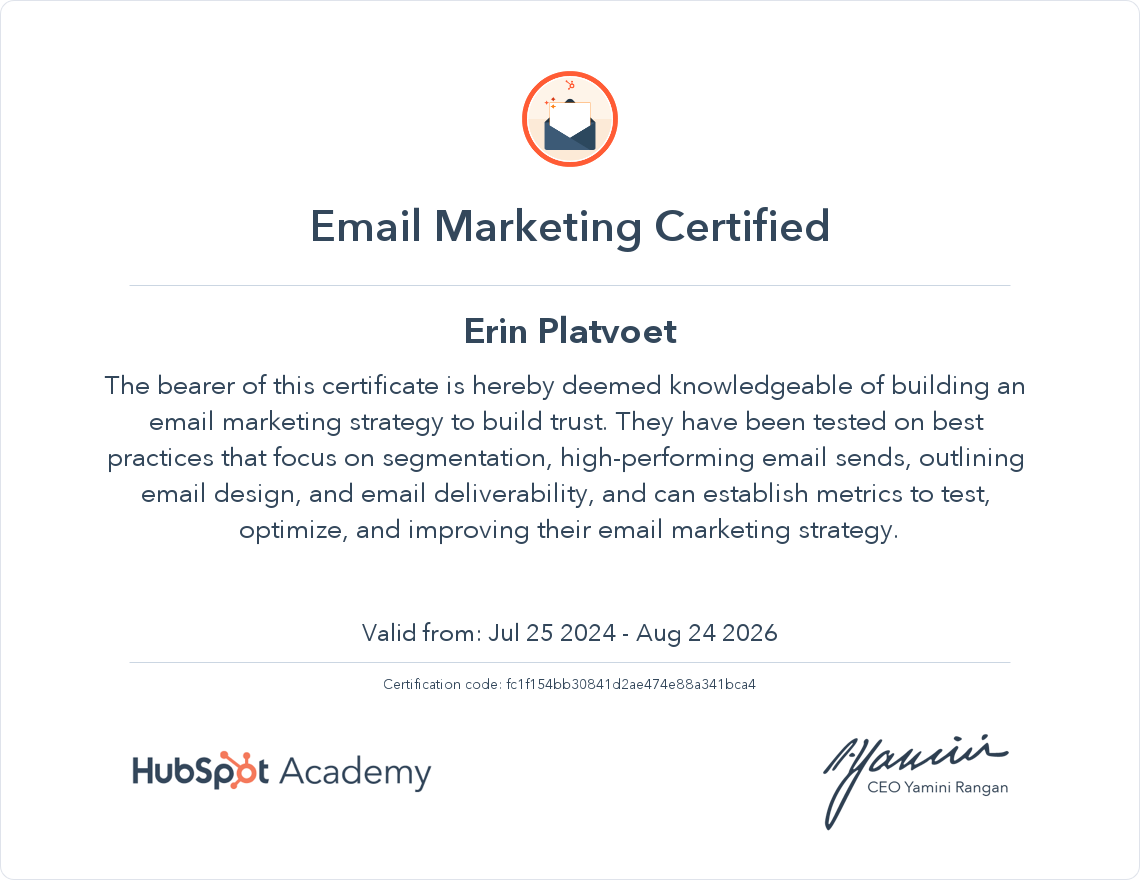 Email Marketing Certified
Erin Platvoet
The bearer of this certificate is hereby deemed knowledgeable of building an
email marketing strategy to build trust. They have been tested on best
practices that focus on segmentation, high-performing email sends, outlining
email design, and email deliverability, and can establish metrics to test,
optimize, and improving their email marketing strategy.
Valid from: Jul 25 2024 - Aug 24 2026
Certification code: fc1f154bb30841d2ae474e88a341bca4
HubSpot Academy
Yamini
CEO Yamini Rangan